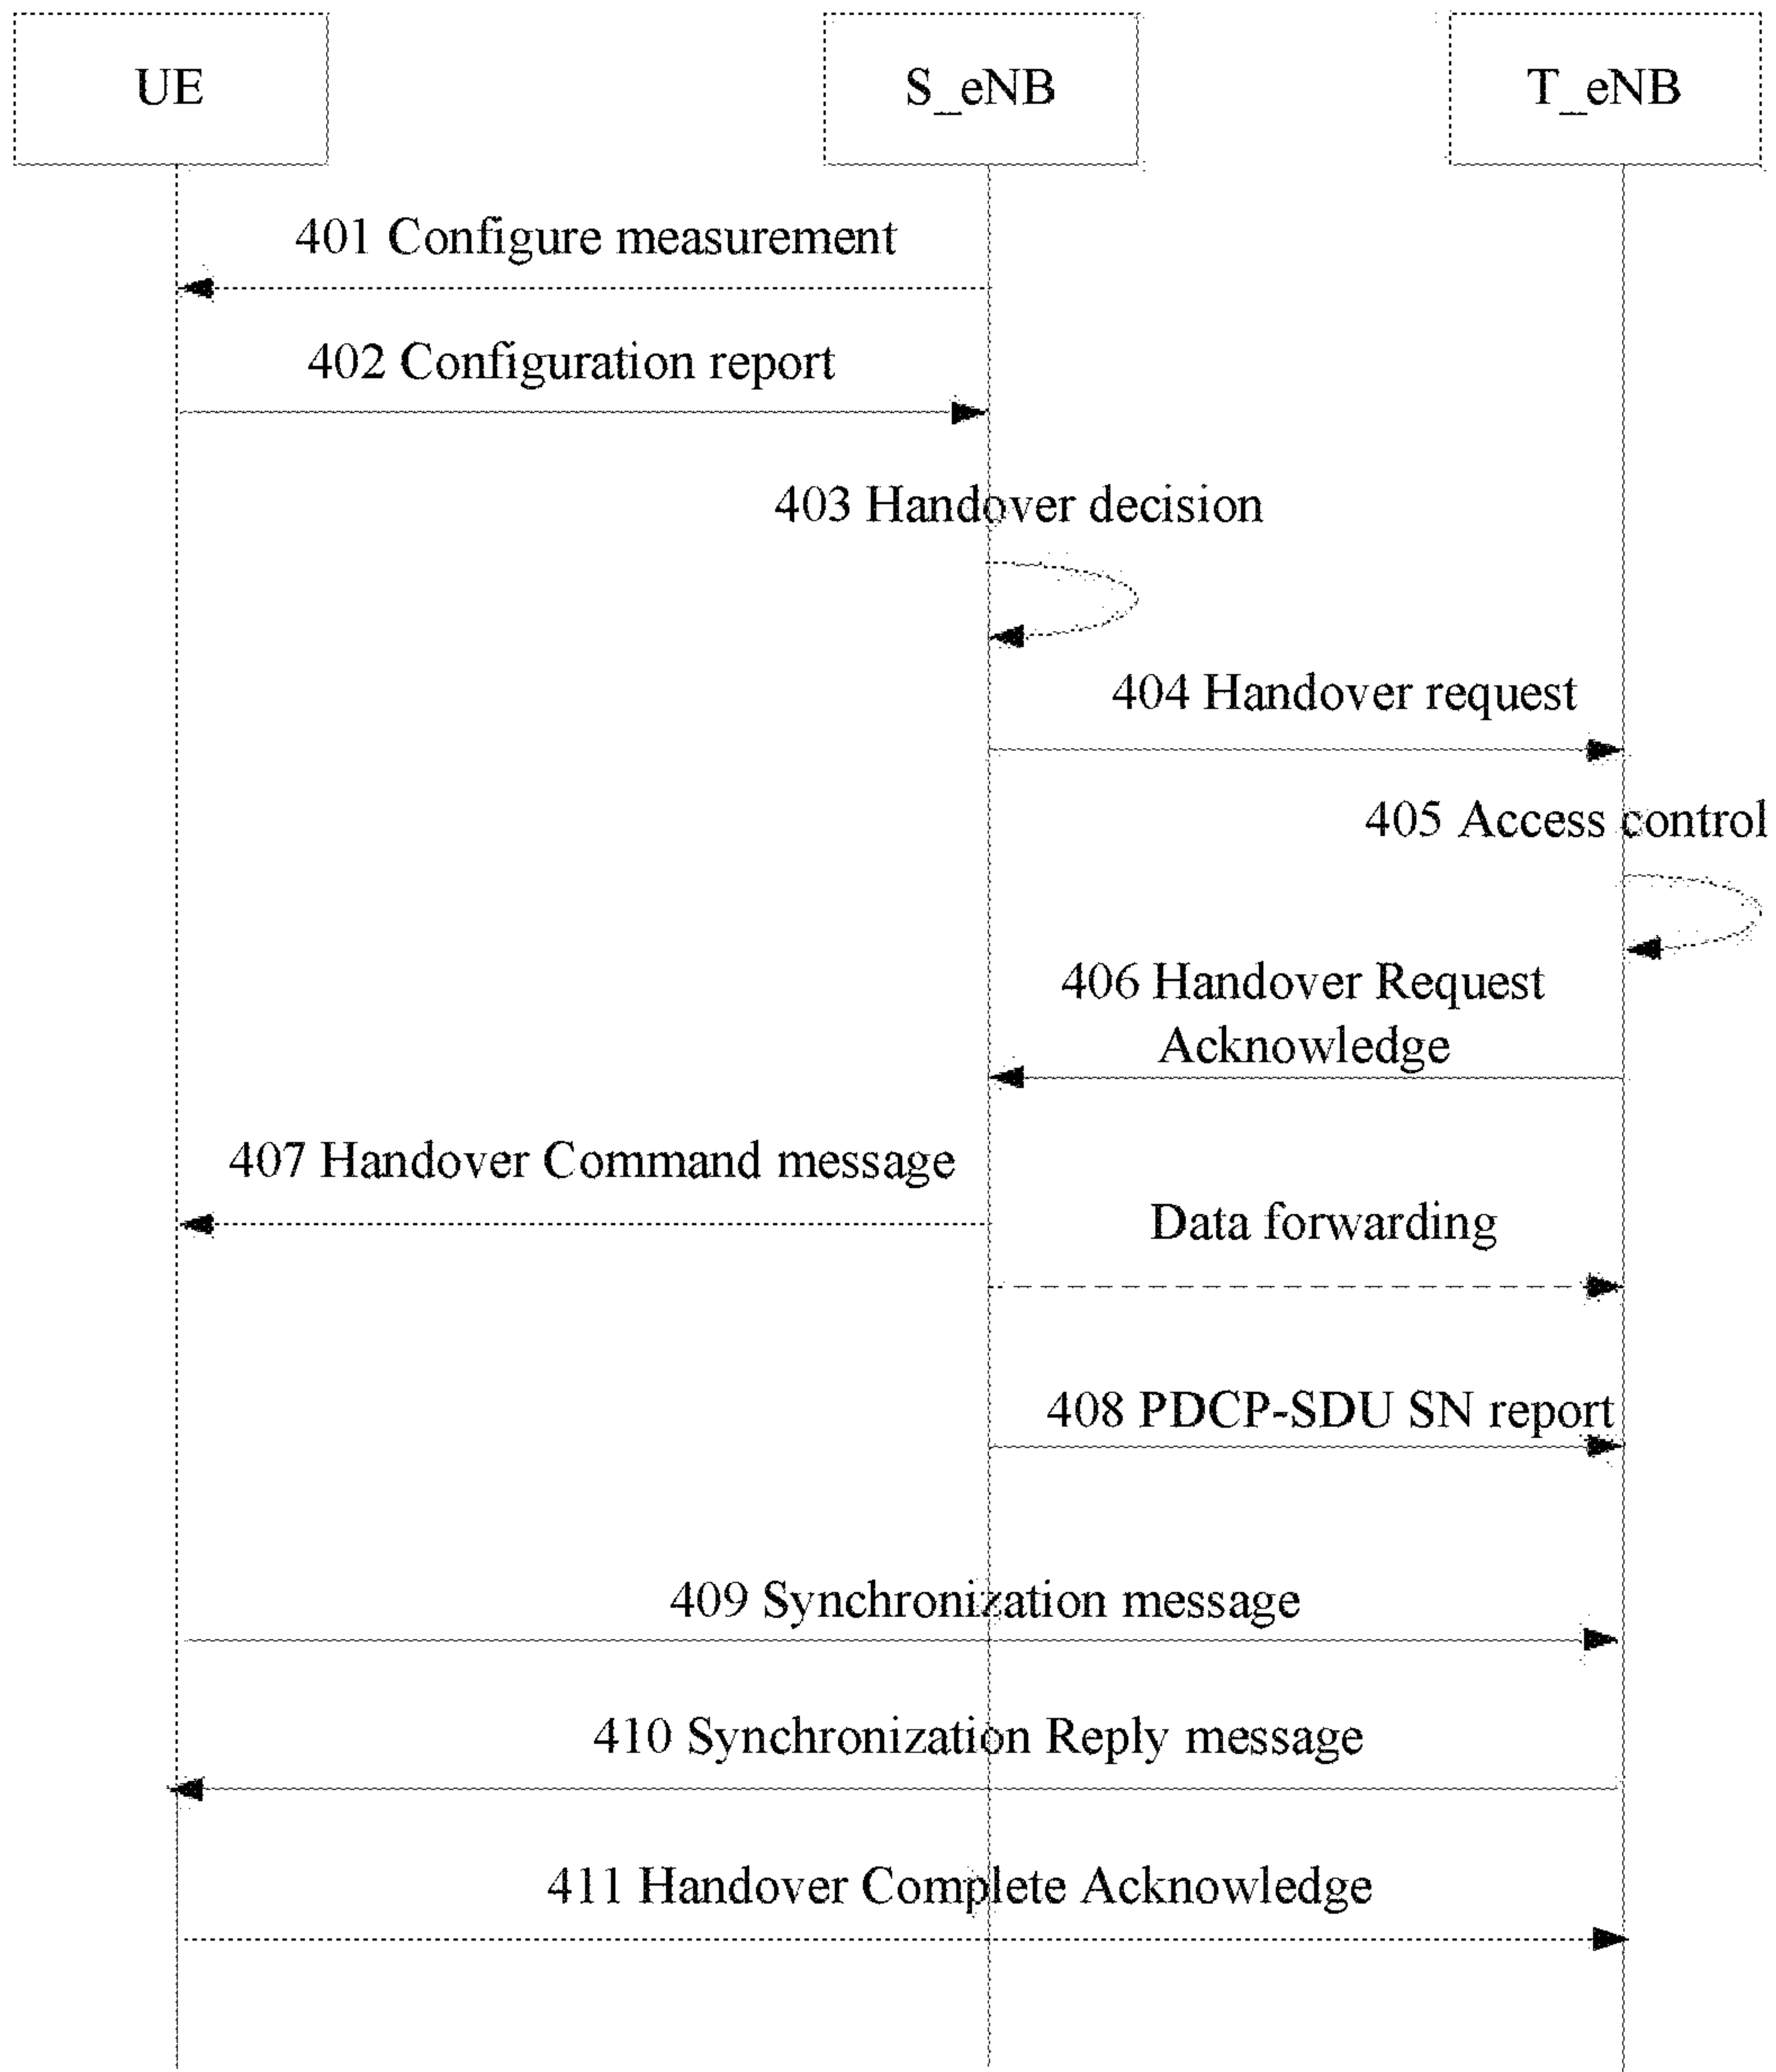 UE
S_eNB
T_eNB
401 Configure measurement
402 Configuration report
403 Handover decision
404 Handover request
405 Access control
406 Handover Request
Acknowledge
407 Handover Command message
Data forwarding
408 PDCP-SDU SN report
409 Synchronization message
410 Synchronization Reply message
411 Handover Complete Acknowledge